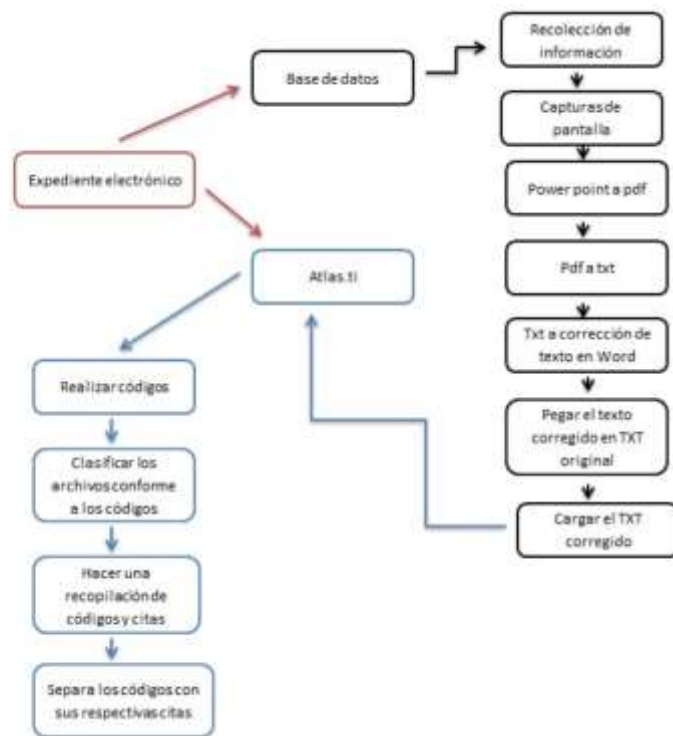 Recolección de
información
Base de datos
Capturas de
pantalla
Expediente electrónico
Power point a pdf
Atlas.ti
Pdf a txt
Txt a corrección de
texto en Word
Realizar códigos
Pegar el texto
corregido en TXT
original
Clasificar los
archivos conforme
a los códigos
Cargar el TXT
corregido
Hacer una
recopilación de
códigos y citas
Separa los códigos con
sus respectivas citas